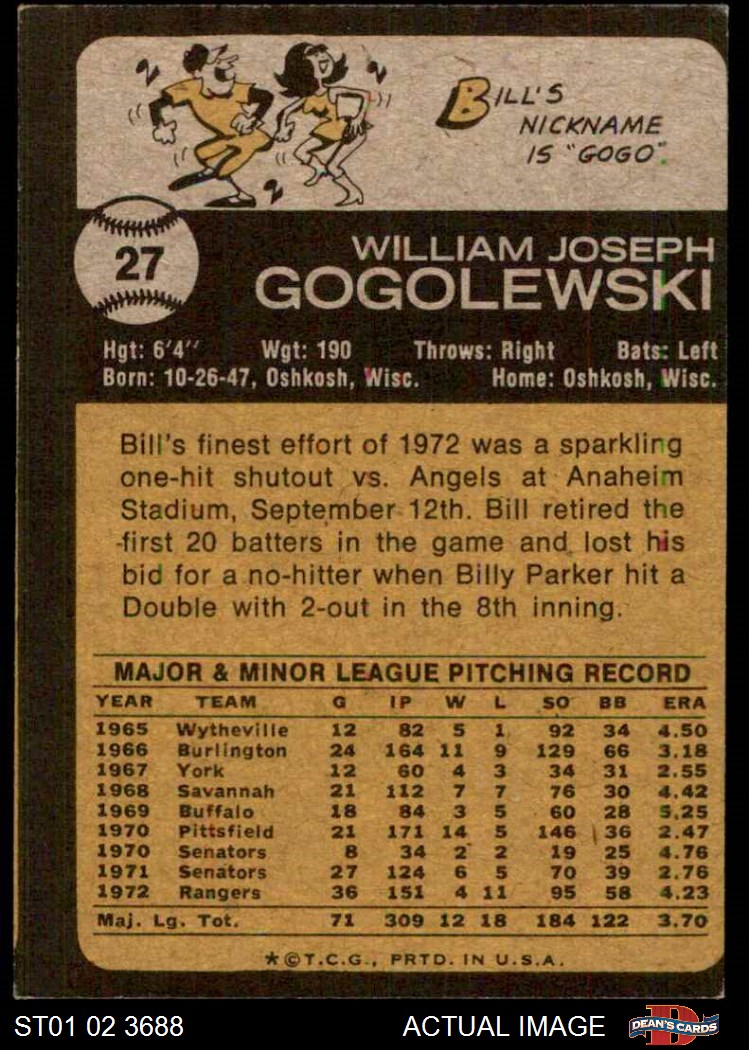 BILL'S
NICKNAME
IS "GOGO".
27
WILLIAM JOSEPH
GOGOLEWSKI
Hgt: 6'4'' Wgt: 190 Throws: Right Bats: Left
Born: 10-26-47, Oshkosh, Wisc. Home: Oshkosh, Wisc.
Bill's finest effort of 1972 was a sparkling
one-hit shutout vs. Angels at Anaheim
Stadium, September 12th. Bill retired the
first 20 batters in the game and lost his
bid for a no-hitter when Billy Parker hit a
Double with 2-out in the 8th inning.
MAJOR & MINOR LEAGUE PITCHING RECORD
YEAR TEAM G IP W L SO BB ERA
1965 Wytheville 12 82 5 1 92 34 4.50
1966 Burlington 24 164 11 9 129 66 3.18
1967 York 12 60 4 3 34 31 2.55
1968 Savannah 21 112 7 7 76 30 4.42
1969 Buffalo 18 84 3 5 60 28 5.25
1970 Pittsfield 21 171 14 5 146 36 2.47
1970 Senators 8 34 2 2 19 25 4.76
1971 Senators 27 124 6 5 70 39 2.76
1972 Rangers 36 151 4 11 95 58 4.23
Maj. Lg. Tot. 71 309 12 18 184 122 3.70
*©T.C.G., PRTD. IN U.S.A.
ST01 02 3688 ACTUAL IMAGE DEAN'S CARDS